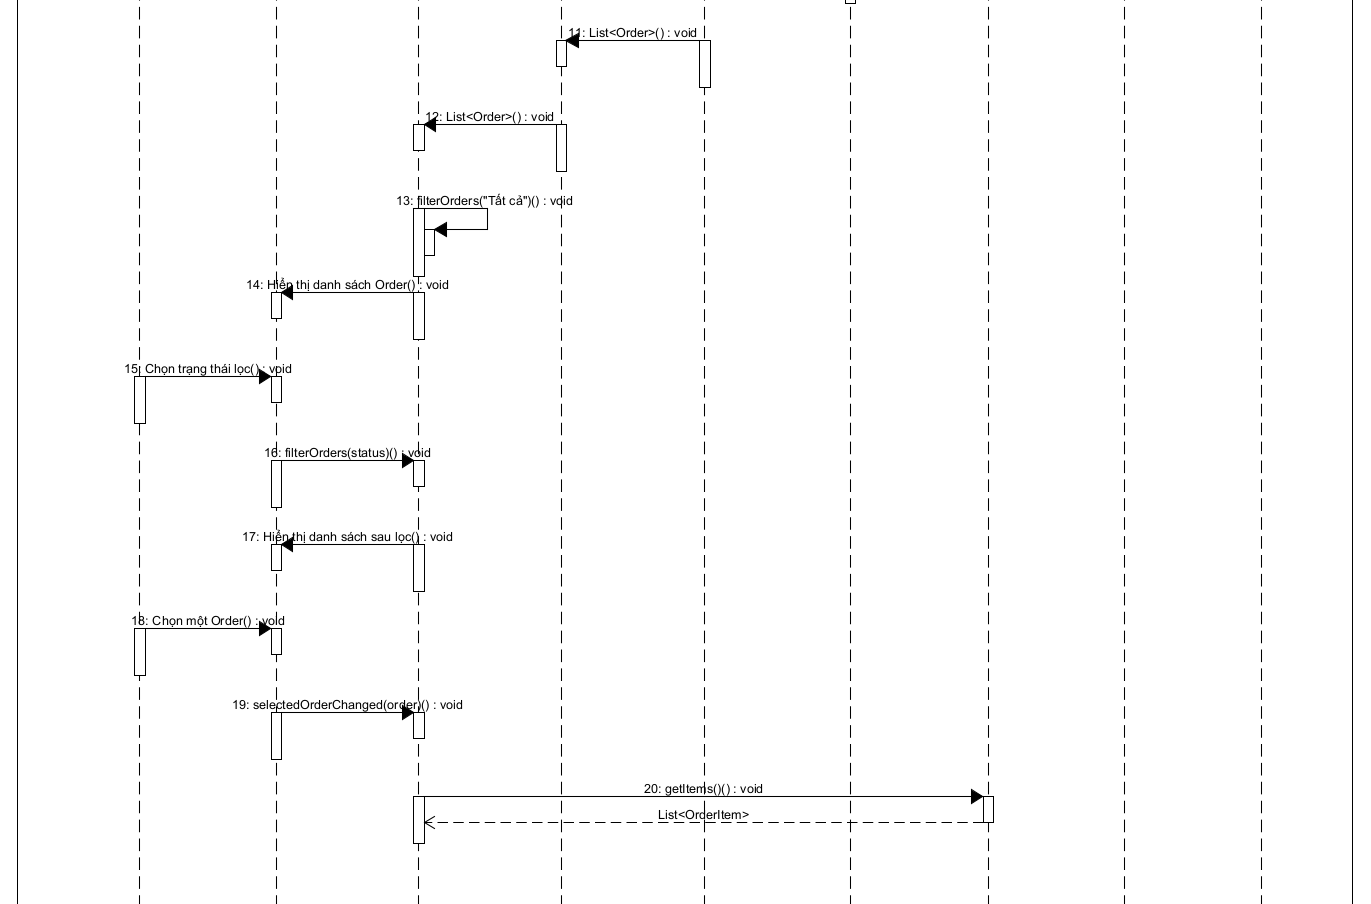 11: List<Order>() : void
12: List<Order>() : void
13: filterOrders("Tất cả")() : void
14: Hiển thị danh sách Order() : void
15: Chọn trạng thái lọc() : void
16: filterOrders(status)() : void
17: Hiển thị danh sách sau lọc() : void
18: Chọn một Order() : void
19: selectedOrderChanged(order)() : void
20: getItems()() : void
List<OrderItem>